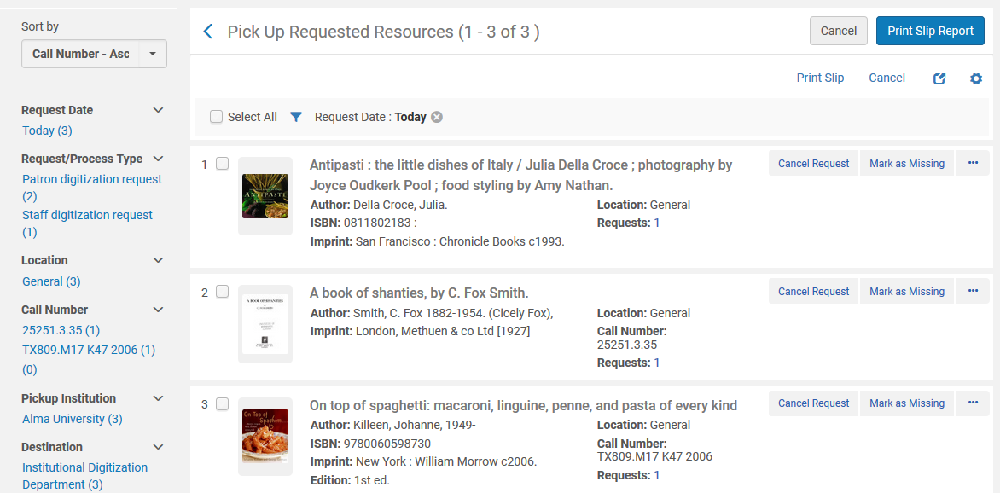 Sort by
Call Number - Asc
Request Date
Today (3)
Request/Process Type
Patron digitization request
(2)
Staff digitization request
(1)
Location
General (3)
Call Number
25251.3.35 (1)
TX809.M17 K47 2006 (1)
(0)
Pickup Institution
Alma University (3)
Destination
Institutional Digitization
Department (3)
Pick Up Requested Resources (1 - 3 of 3 )
Cancel
Print Slip Report
Print Slip
Cancel
Select All
Request Date : Today
1
ANTIPASTI
Antipasti : the little dishes of Italy / Julia Della Croce ; photography by
Joyce Oudkerk Pool ; food styling by Amy Nathan.
Author: Della Croce, Julia.
ISBN: 0811802183 :
Imprint: San Francisco : Chronicle Books c1993.
Location: General
Requests: 1
Cancel Request
Mark as Missing
2
A BOOK OF SHANTIES
A book of shanties, by C. Fox Smith.
Author: Smith, C. Fox 1882-1954. (Cicely Fox),
Imprint: London, Methuen & co Ltd [1927]
Location: General
Call Number:
25251.3.35
Requests: 1
Cancel Request
Mark as Missing
3
On Top of
Spaghetti...
On top of spaghetti: macaroni, linguine, penne, and pasta of every kind
Author: Killeen, Johanne, 1949-
ISBN: 9780060598730
Imprint: New York : William Morrow c2006.
Edition: 1st ed.
Location: General
Call Number:
TX809.M17 K47 2006
Requests: 1
Cancel Request
Mark as Missing